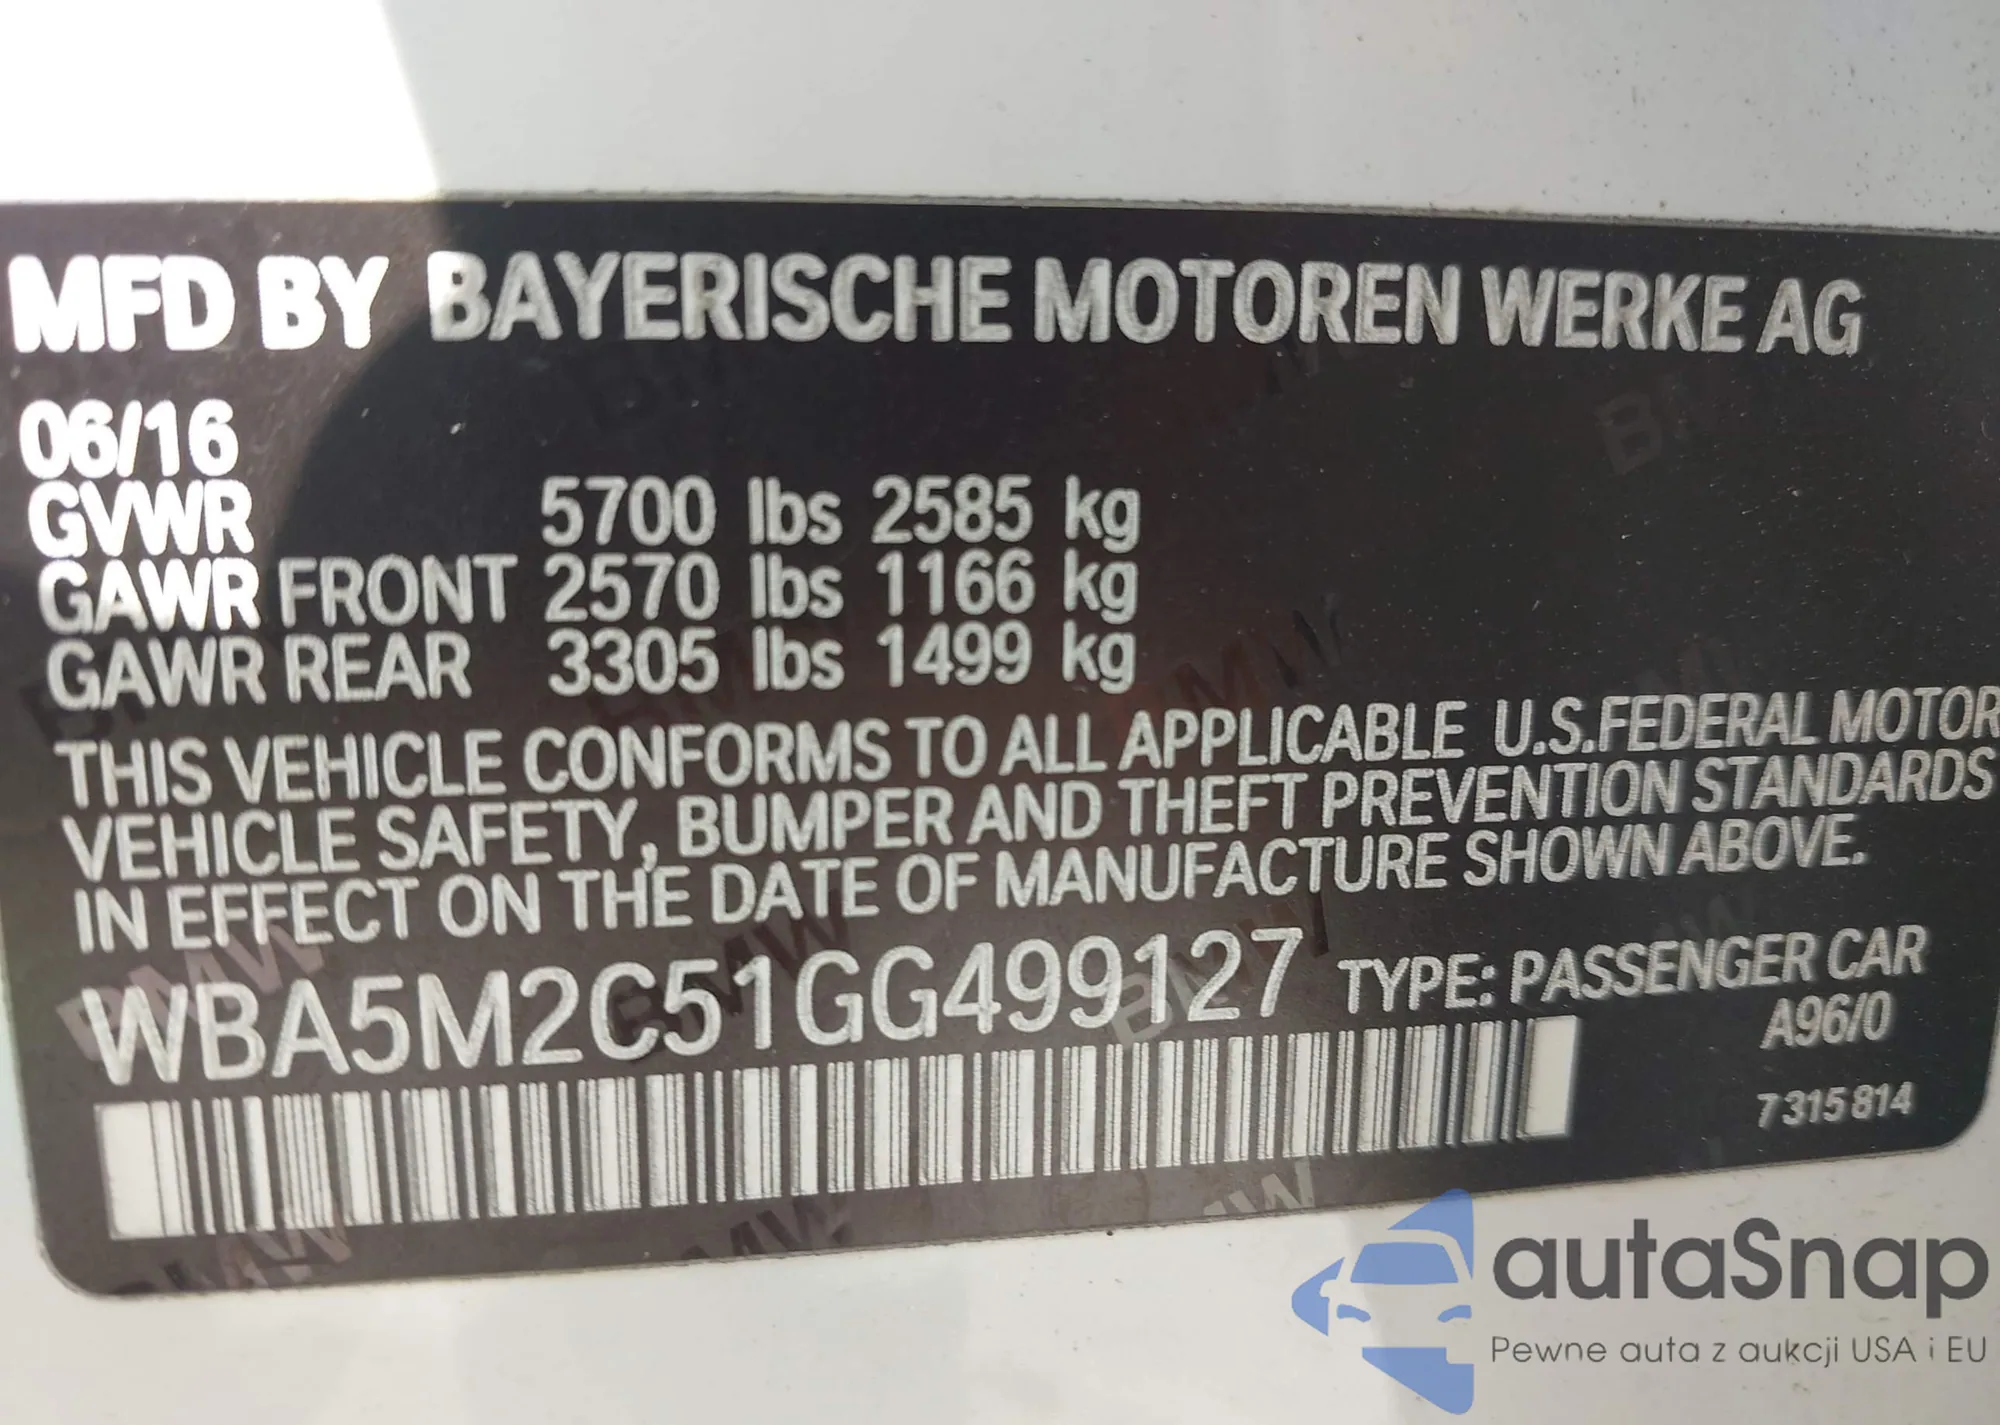 MFD BY BAYERISCHE MOTOREN WERKE AG
06/16
GVWR 5700 lbs 2585 kg
GAWR FRONT 2570 lbs 1166 kg
GAWR REAR 3305 lbs 1499 kg
THIS VEHICLE CONFORMS TO ALL APPLICABLE U.S.FEDERAL MOTOR
VEHICLE SAFETY, BUMPER AND THEFT PREVENTION STANDARDS
IN EFFECT ON THE DATE OF MANUFACTURE SHOWN ABOVE.
WBA5M2C51GG499127 TYPE: PASSENGER CAR
A96/0
7 315 814
autaSnap
Pewne auta z aukcji USA i EU